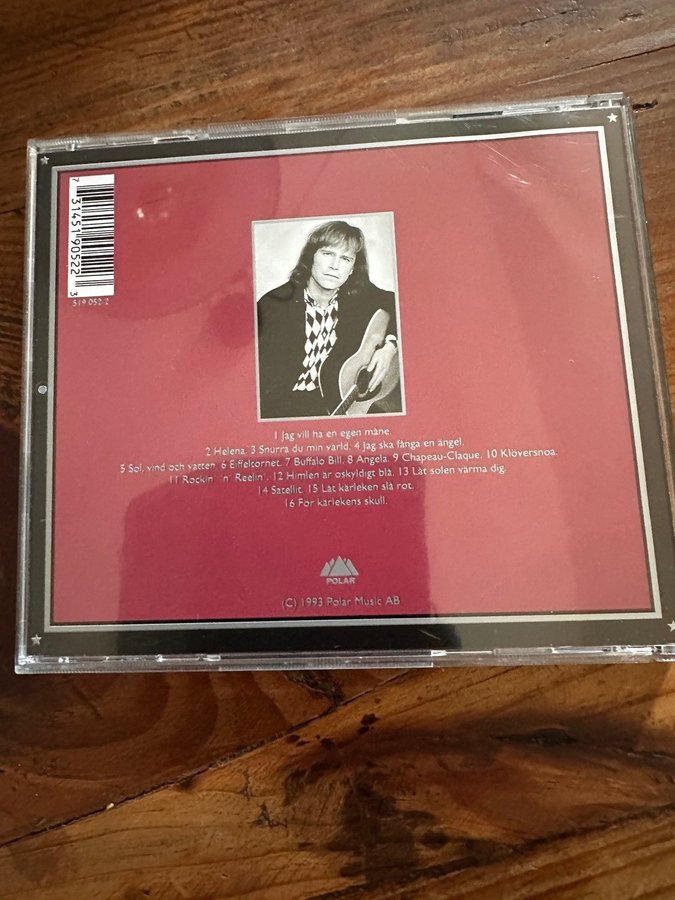 7 31451 90522 3
519 052-2
1 Jag vill ha en egen måne.
2 Helena. 3 Snurra du min värld. 4 Jag ska fånga en ängel.
5 Sol, vind och vatten. 6 Eiffeltornet. 7 Buffalo Bill. 8 Angela. 9 Chapeau-Claque. 10 Klöversnoa.
11 Rockin' 'n' Reelin'. 12 Himlen är oskyldigt blå. 13 Låt solen värma dig.
14 Satellit. 15 Låt kärleken slå rot.
16 För kärlekens skull.
POLAR
(C) 1993 Polar Music AB